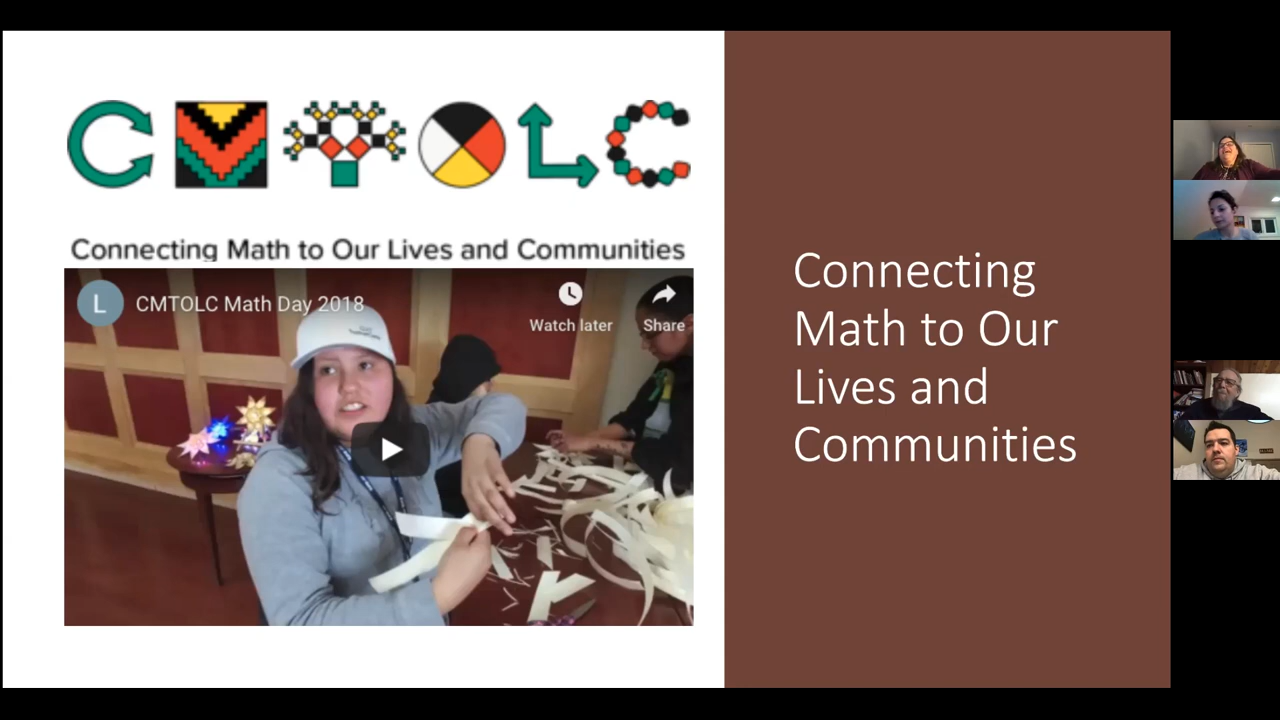 CMTOLC
Connecting Math to Our Lives and Communities
L
CMTOLC Math Day 2018
Watch later
Share
Connecting
Math to Our
Lives and
Communities